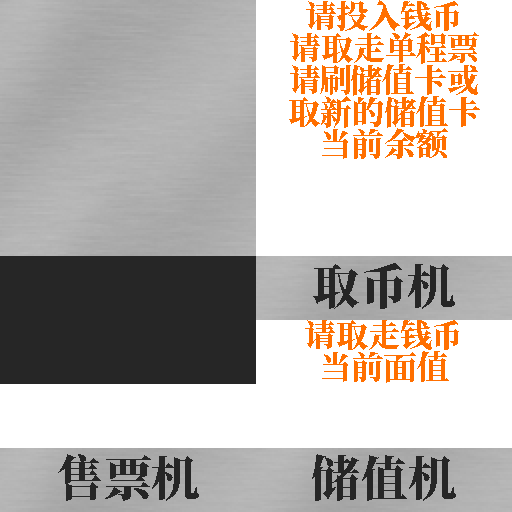 请投入钱币
请取走单程票
请刷储值卡或
取新的储值卡
当前余额
取币机
请取走钱币
当前面值
售票机
储值机